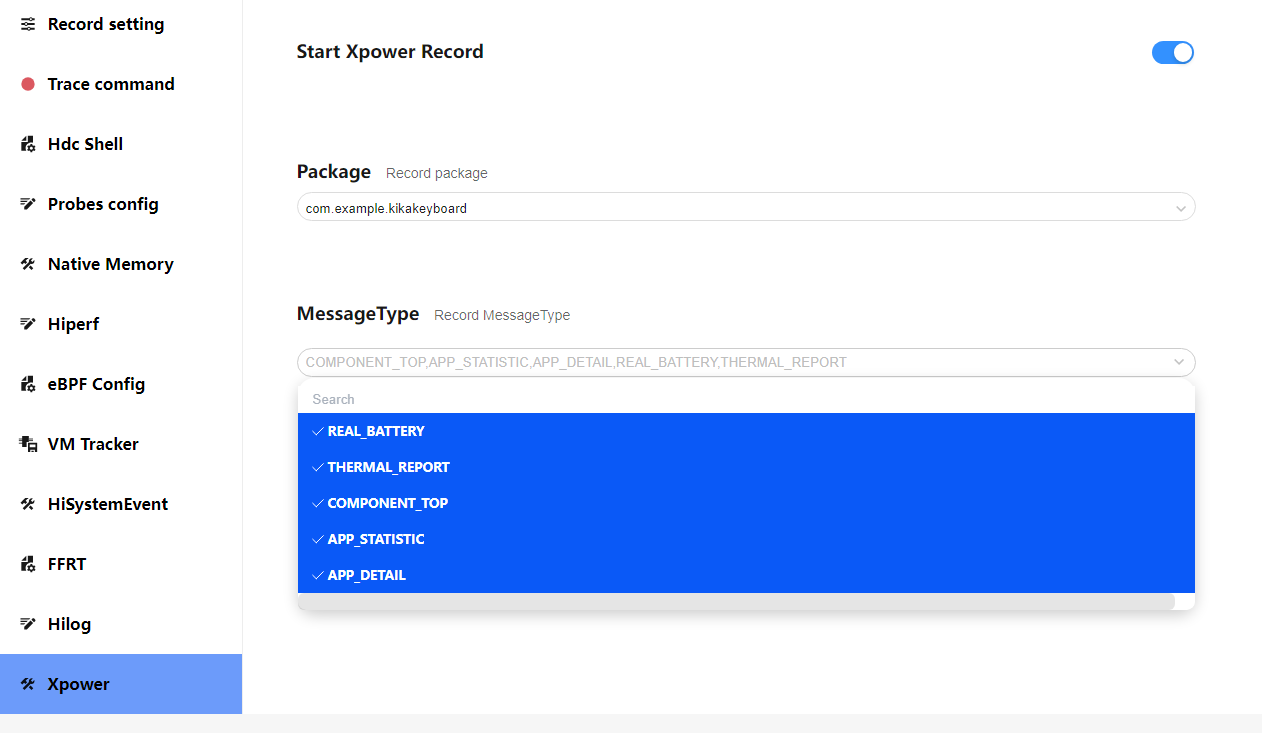 Record setting
Trace command
Hdc Shell
Probes config
Native Memory
Hiperf
eBPF Config
VM Tracker
HiSystemEvent
FFRT
Hilog
Xpower
Start Xpower Record
Package Record package
com.example.kikakeyboard
MessageType Record MessageType
COMPONENT_TOP,APP_STATISTIC,APP_DETAIL,REAL_BATTERY,THERMAL_REPORT
Search
REAL_BATTERY
THERMAL_REPORT
COMPONENT_TOP
APP_STATISTIC
APP_DETAIL